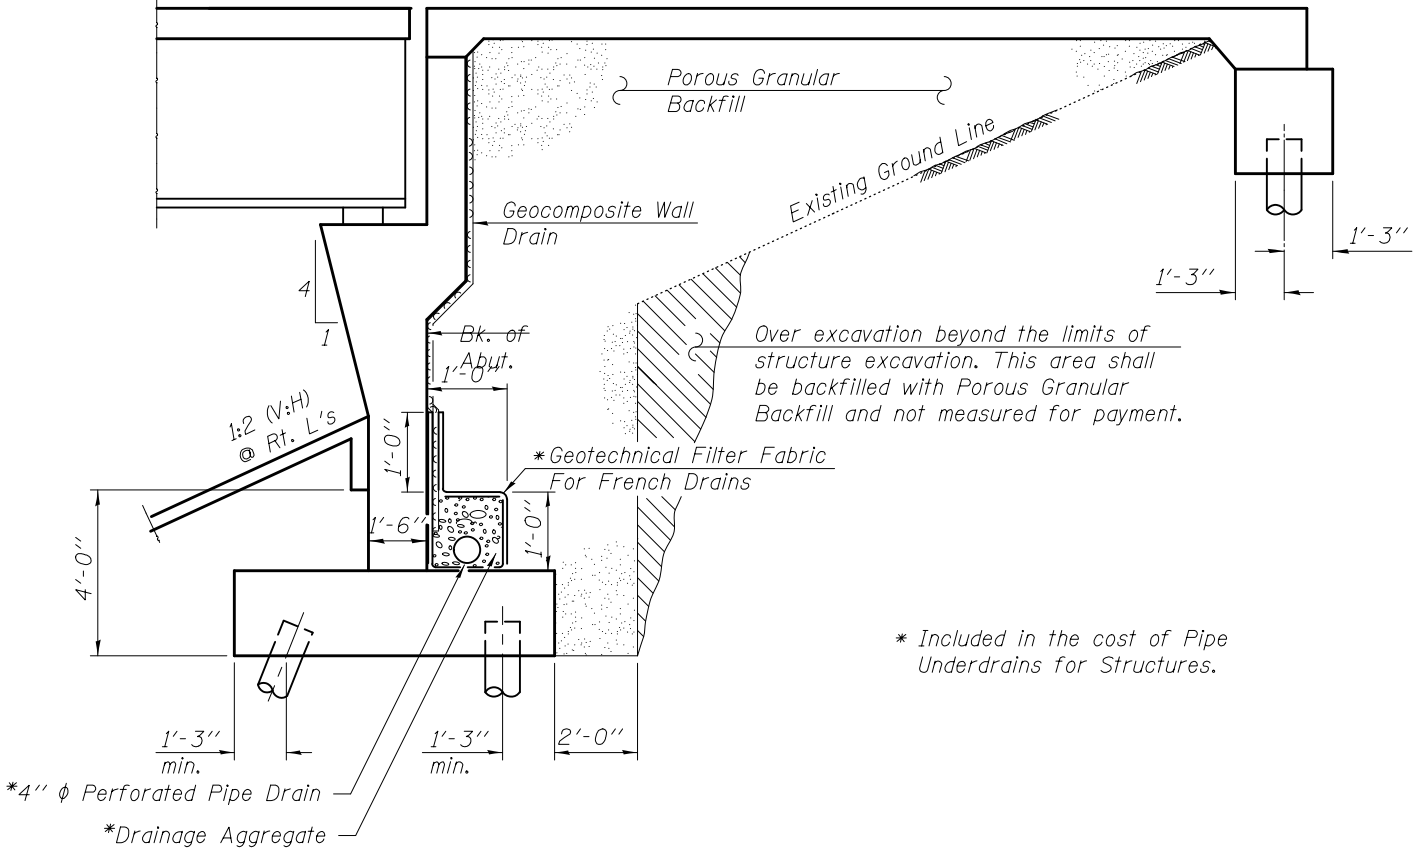 Porous Granular
Backfill
Existing Ground Line
Geocomposite Wall
Drain
1'-3''
1'-3''
4
1
Bk. of
Abut.
1'-0''
Over excavation beyond the limits of
structure excavation. This area shall
be backfilled with Porous Granular
Backfill and not measured for payment.
1:2 (V:H)
@ Rt. L's
1'-0''
* Geotechnical Filter Fabric
For French Drains
1'-6''
1'-0''
4'-0''
* Included in the cost of Pipe
Underdrains for Structures.
1'-3''
min.
1'-3''
min.
2'-0''
*4'' ϕ Perforated Pipe Drain
*Drainage Aggregate